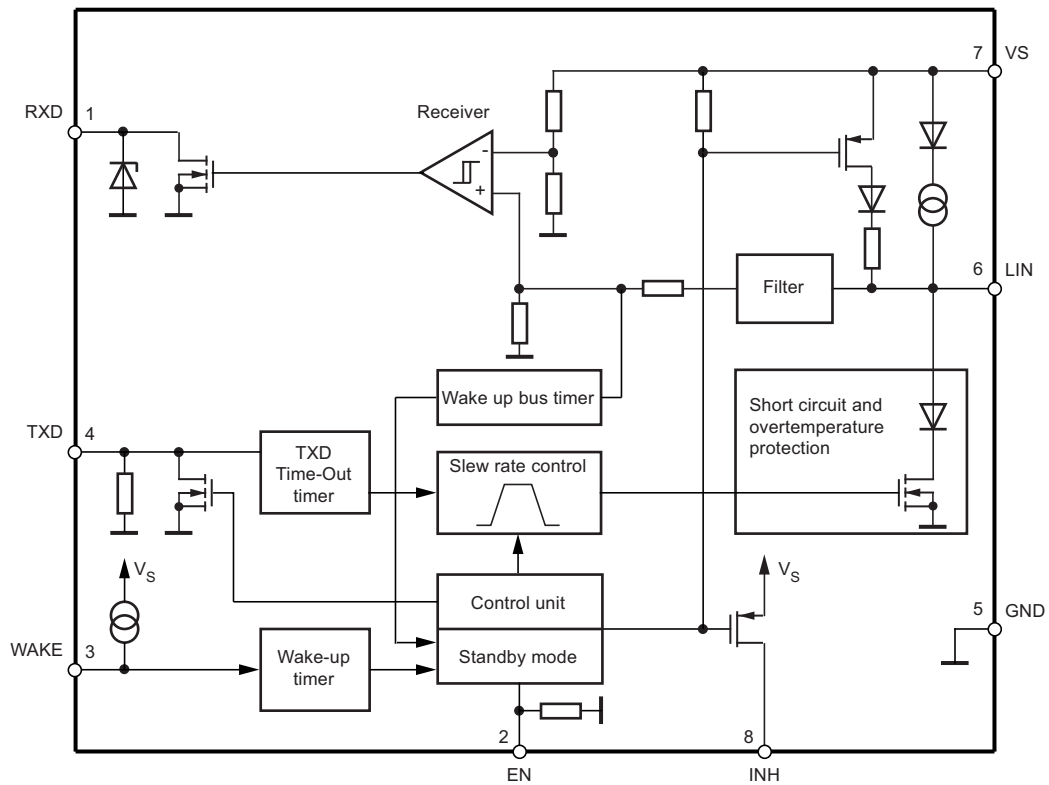 7 VS
RXD 1
Receiver
-
+
6 LIN
Filter
Wake up bus timer
Short circuit and
overtemperature
protection
TXD 4
TXD
Time-Out
timer
Slew rate control
VS
VS
Control unit
5 GND
WAKE 3
Wake-up
timer
Standby mode
2
8
EN
INH